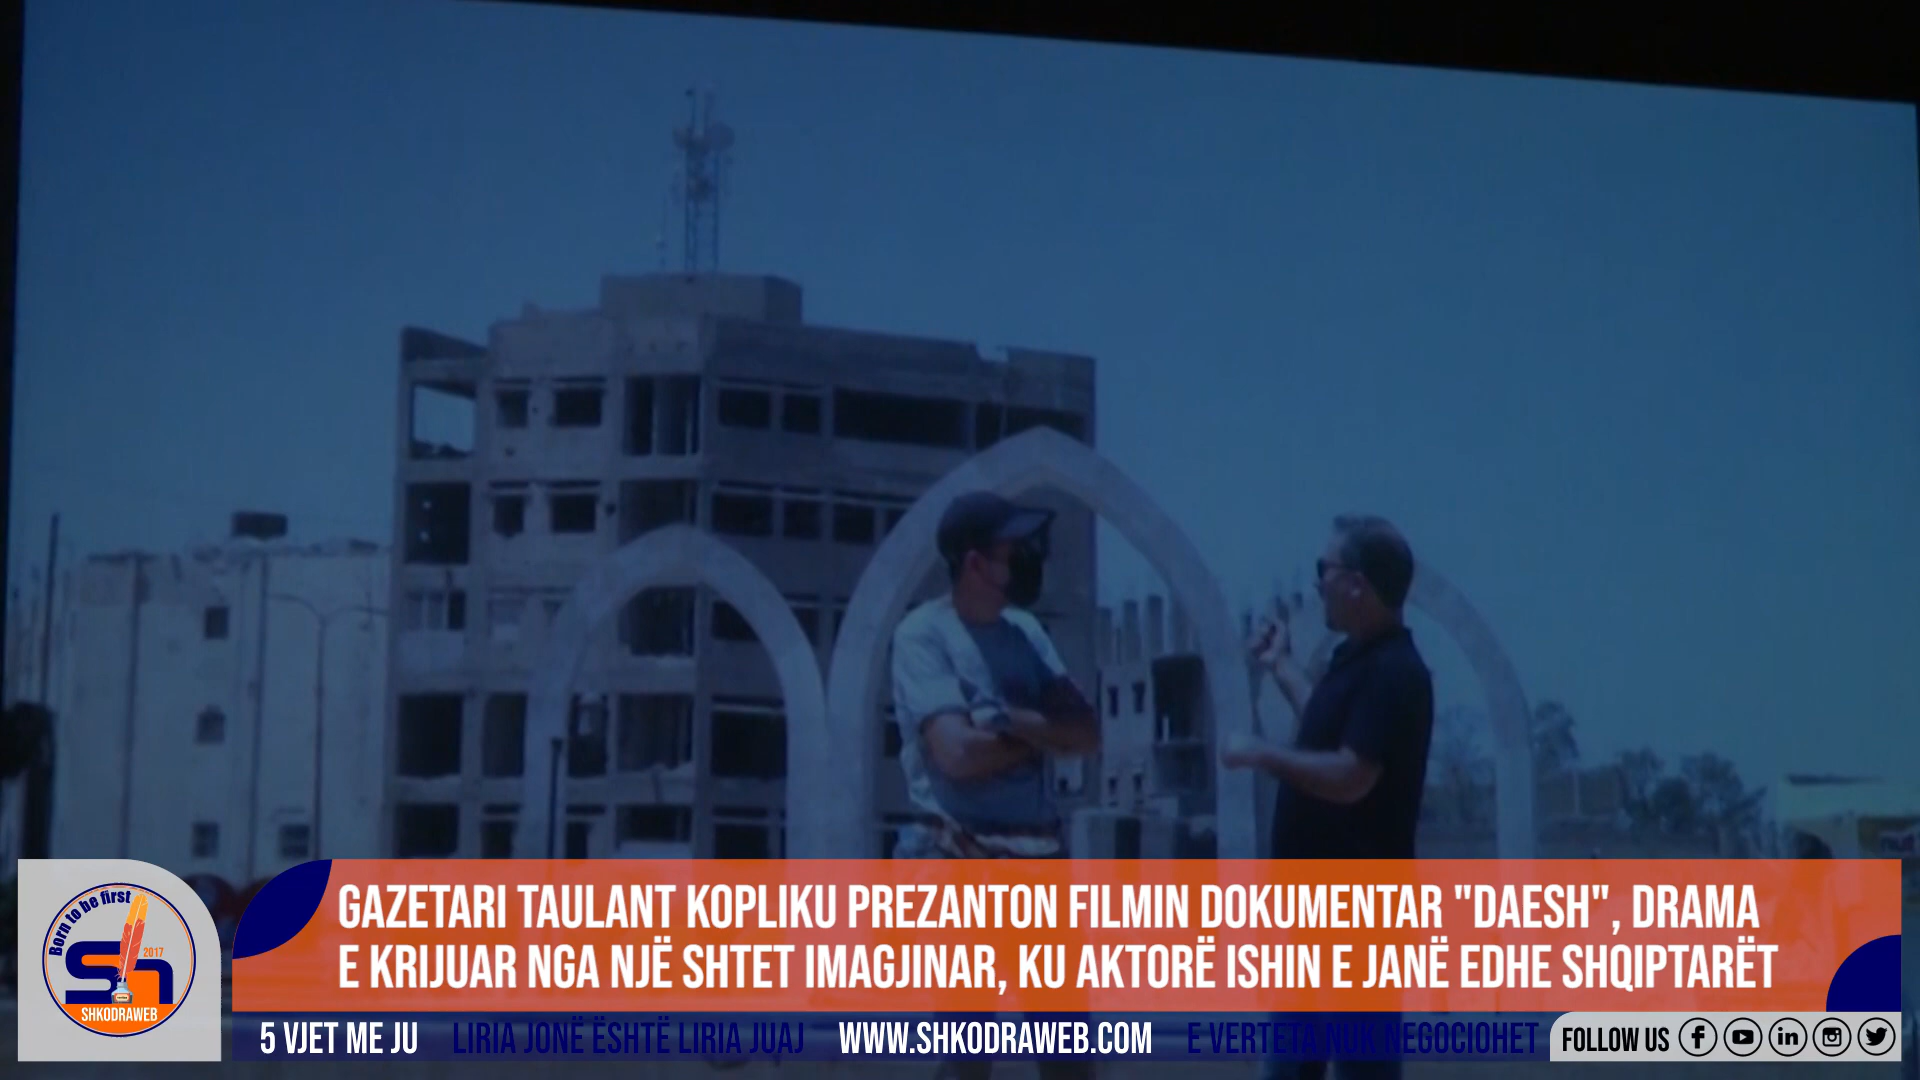 GAZETARI TAULANT KOPLIKU PREZANTON FILMIN DOKUMENTAR "DAESH", DRAMA
E KRIJUAR NGA NJË SHTET IMAGJINAR, KU AKTORË ISHIN E JANË EDHE SHQIPTARËT
Born to be first
2017
sh
SHKODRAWEB
5 VJET ME JU LIRIA JONË ËSHTË LIRIA JUAJ WWW.SHKODRAWEB.COM E VERTETA NUK NEGOCIOHET FOLLOW US